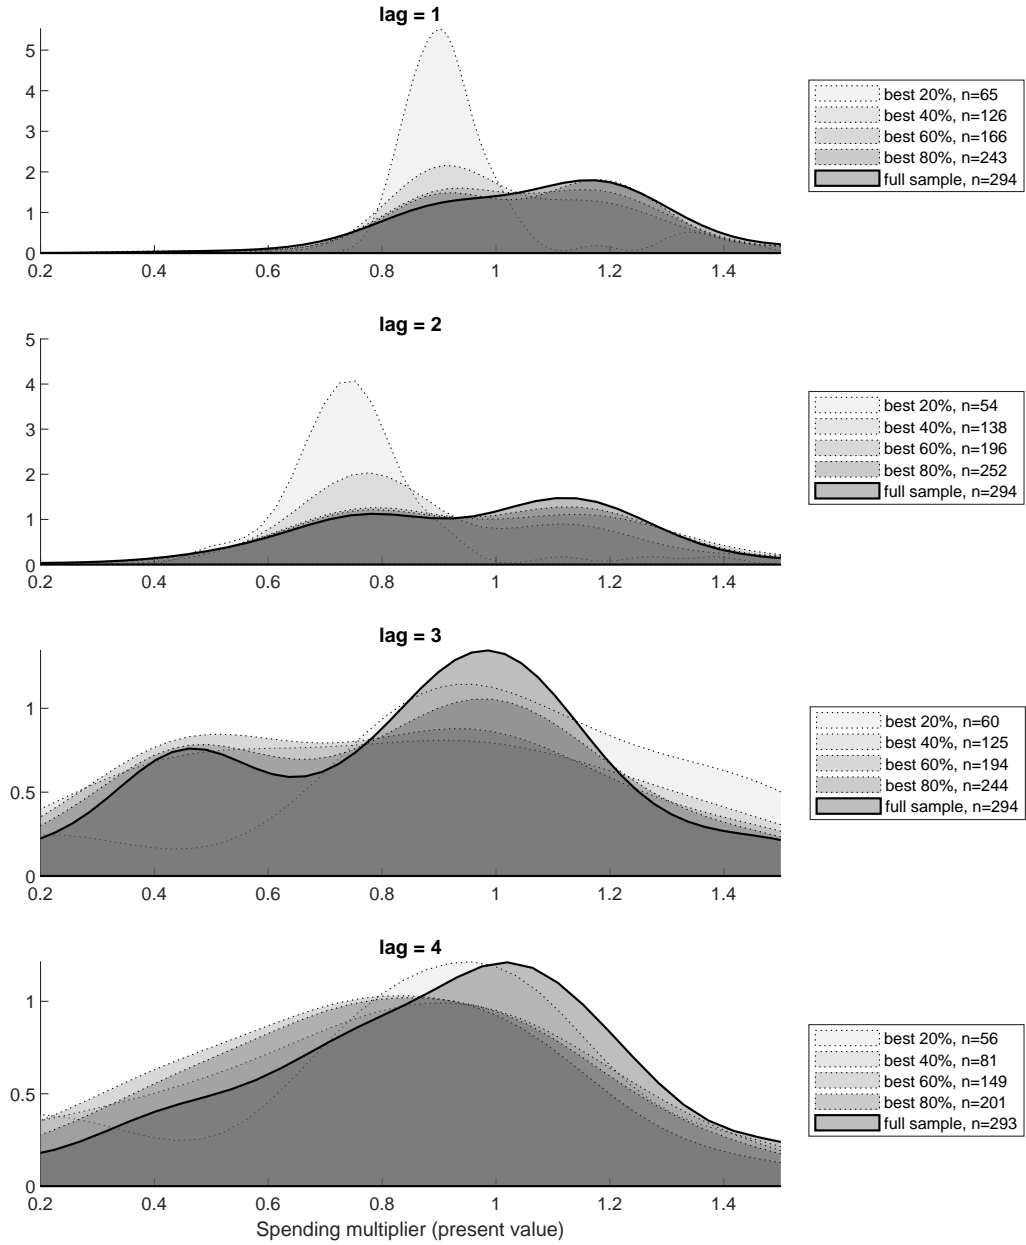 lag = 1
5
4
3
2
1
0
0.2 0.4 0.6 0.8 1 1.2 1.4
best 20%, n=65
best 40%, n=126
best 60%, n=166
best 80%, n=243
full sample, n=294
lag = 2
5
4
3
2
1
0
0.2 0.4 0.6 0.8 1 1.2 1.4
best 20%, n=54
best 40%, n=138
best 60%, n=196
best 80%, n=252
full sample, n=294
lag = 3
1
0.5
0
0.2 0.4 0.6 0.8 1 1.2 1.4
best 20%, n=60
best 40%, n=125
best 60%, n=194
best 80%, n=244
full sample, n=294
lag = 4
1
0.5
0
0.2 0.4 0.6 0.8 1 1.2 1.4
Spending multiplier (present value)
best 20%, n=56
best 40%, n=81
best 60%, n=149
best 80%, n=201
full sample, n=293